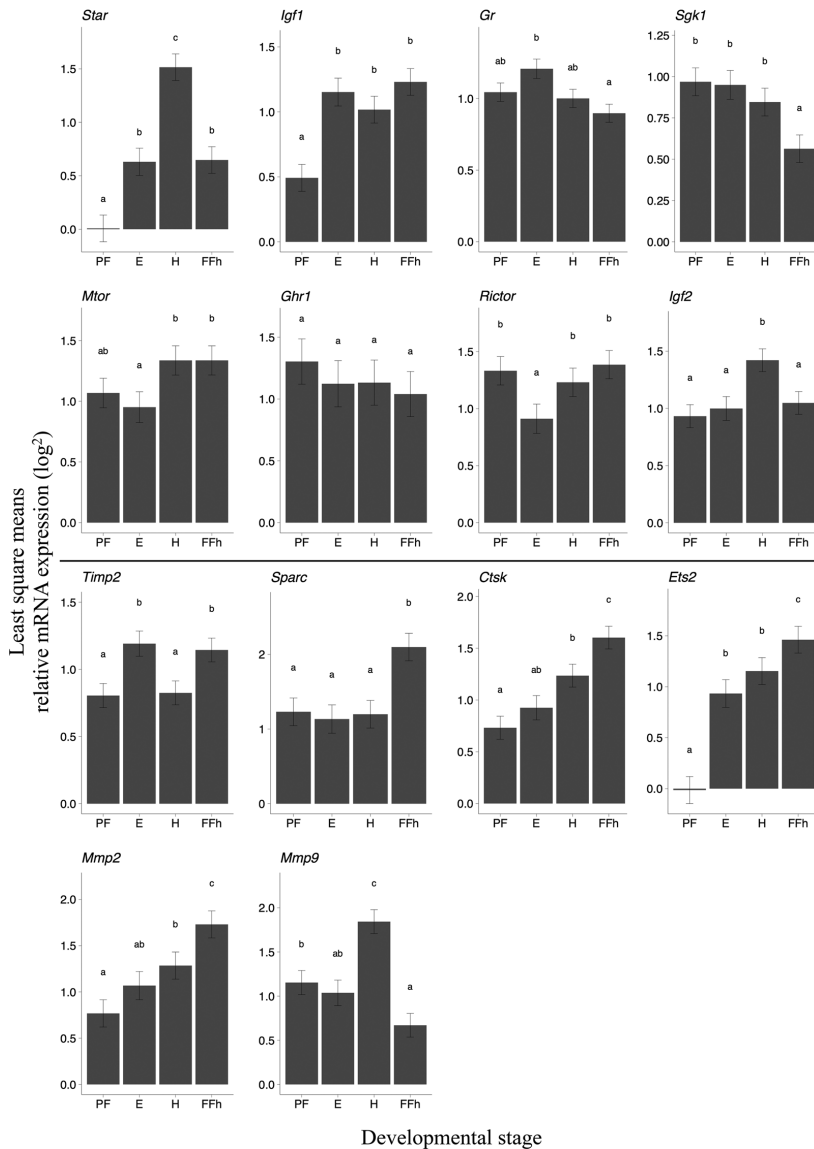 Star Igf1 Gr Sgk1
c
1.5
1.0
0.5
0.0
a b b
PF E H FFh
1.5
1.0
0.5
0.0
a b b b
PF E H FFh
1.0
0.5
0.0
ab b ab a
PF E H FFh
1.25
1.00
0.75
0.50
0.25
0.00
b b b a
PF E H FFh
Mtor Ghr1 Rictor Igf2
1.5
1.0
0.5
0.0
ab a b b
PF E H FFh
1.5
1.0
0.5
0.0
a a a a
PF E H FFh
1.5
1.0
0.5
0.0
b a b b
PF E H FFh
1.5
1.0
0.5
0.0
a a b a
PF E H FFh
Least square means
relative mRNA expression (log²)
Timp2 Sparc Ctsk Ets2
1.5
1.0
0.5
0.0
a b a b
PF E H FFh
2
1
0
a a a b
PF E H FFh
2.0
1.5
1.0
0.5
0.0
a ab b c
PF E H FFh
1.5
1.0
0.5
0.0
a b b c
PF E H FFh
Mmp2 Mmp9
2.0
1.5
1.0
0.5
0.0
a ab b c
PF E H FFh
2.0
1.5
1.0
0.5
0.0
b ab c a
PF E H FFh
Developmental stage